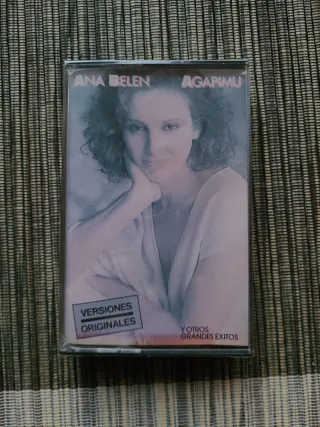 ANA BELEN AGAPIMU
VERSIONES
ORIGINALES
Y OTROS
GRANDES EXITOS